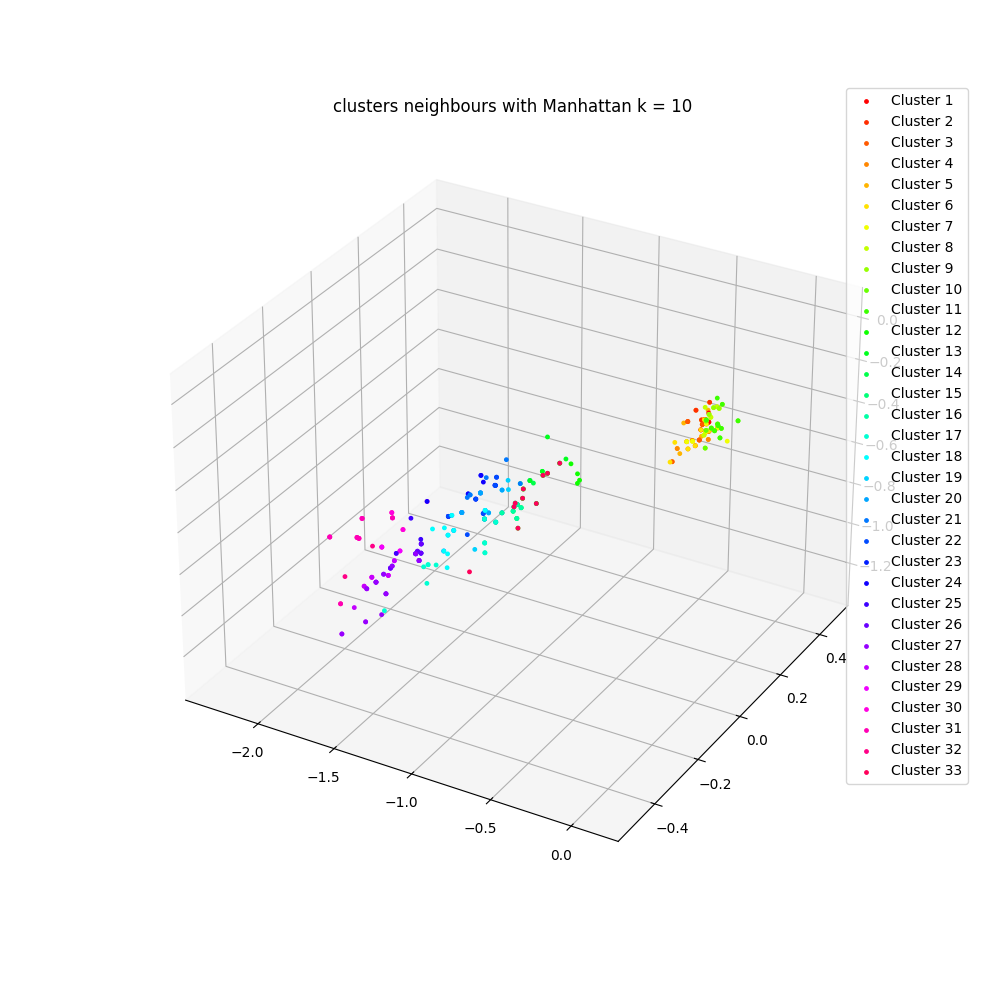 clusters neighbours with Manhattan k = 10
Cluster 1
Cluster 2
Cluster 3
Cluster 4
Cluster 5
Cluster 6
Cluster 7
Cluster 8
Cluster 9
Cluster 10
Cluster 11
Cluster 12
Cluster 13
Cluster 14
Cluster 15
Cluster 16
Cluster 17
Cluster 18
Cluster 19
Cluster 20
Cluster 21
Cluster 22
Cluster 23
Cluster 24
Cluster 25
Cluster 26
Cluster 27
Cluster 28
Cluster 29
Cluster 30
Cluster 31
Cluster 32
Cluster 33
0.0
−0.2
−0.4
−0.6
−0.8
−1.0
−1.2
0.4
0.2
0.0
−0.2
−0.4
−2.0
−1.5
−1.0
−0.5
0.0